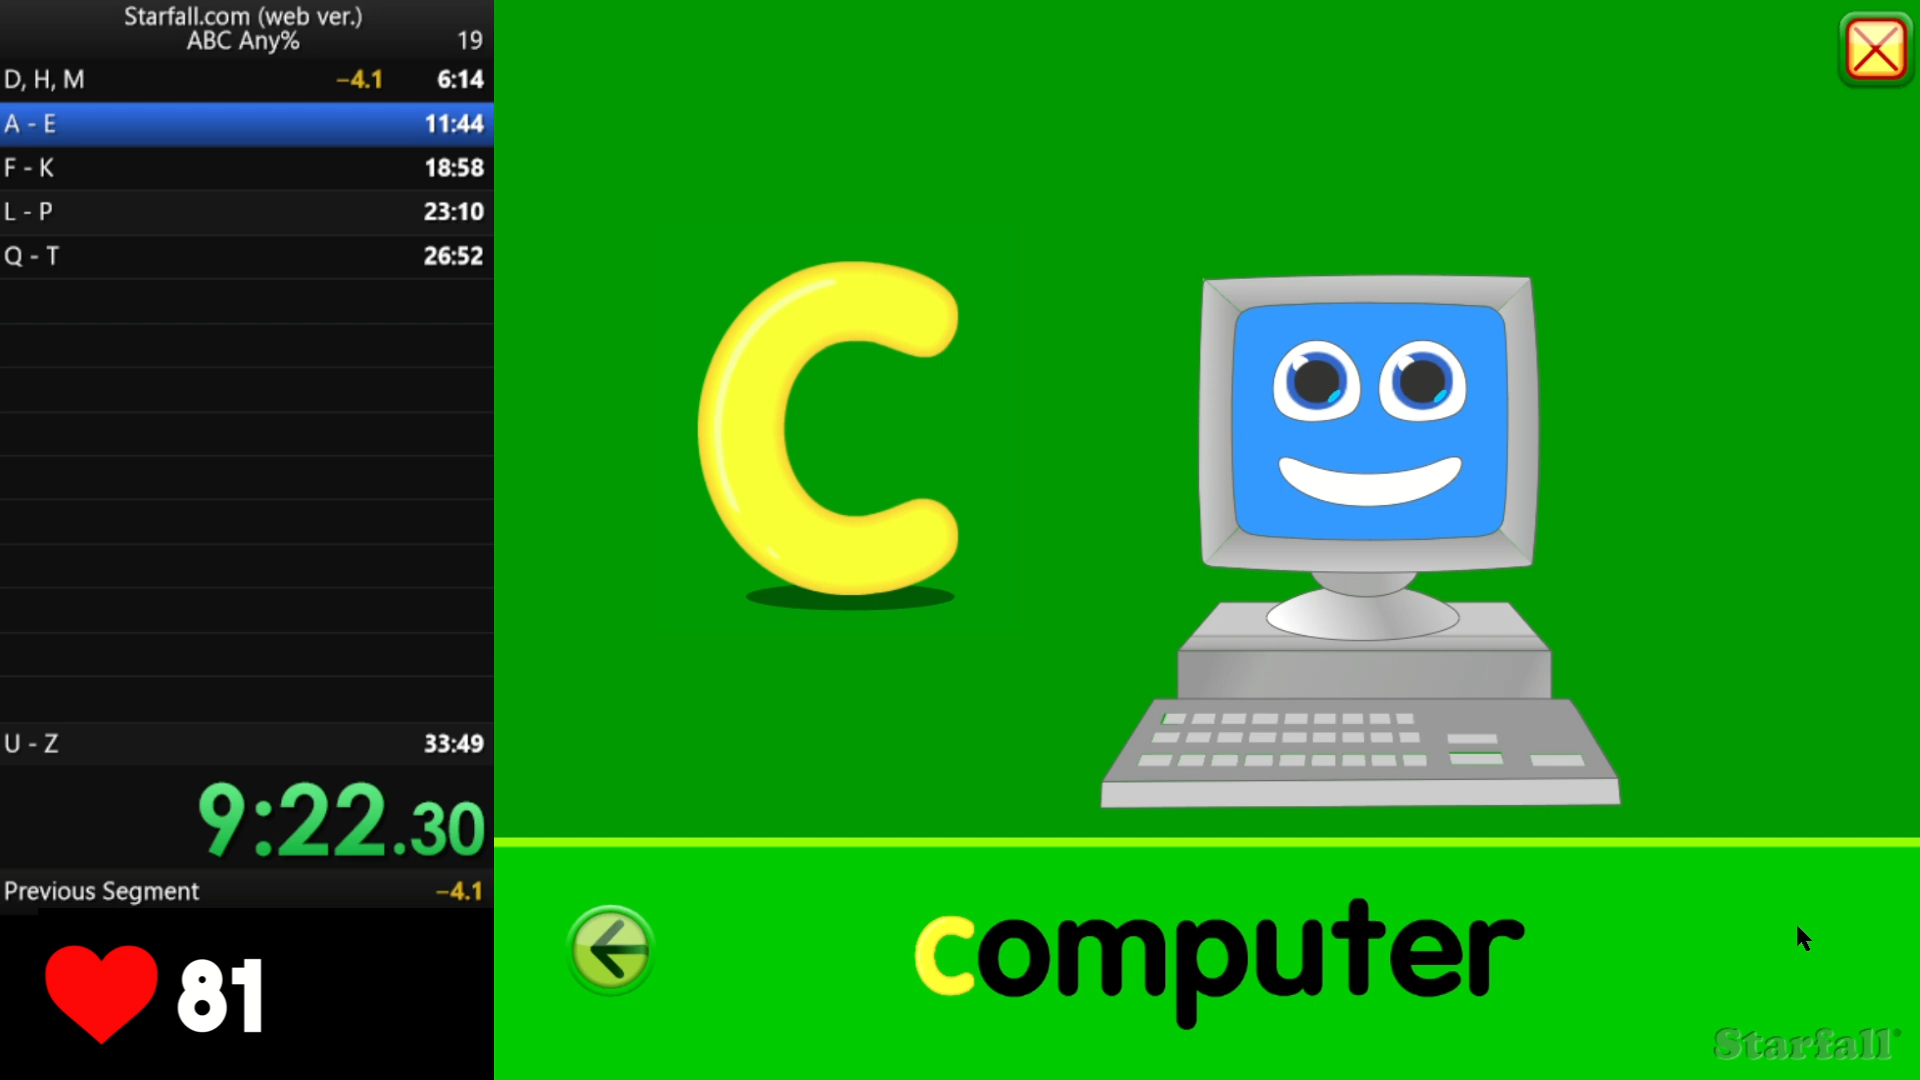 Starfall.com (web ver.)
ABC Any% 19
D, H, M −4.1 6:14
A - E 11:44
F - K 18:58
L - P 23:10
Q - T 26:52
U - Z 33:49
9:22.30
Previous Segment −4.1
81
C
computer
Starfall®